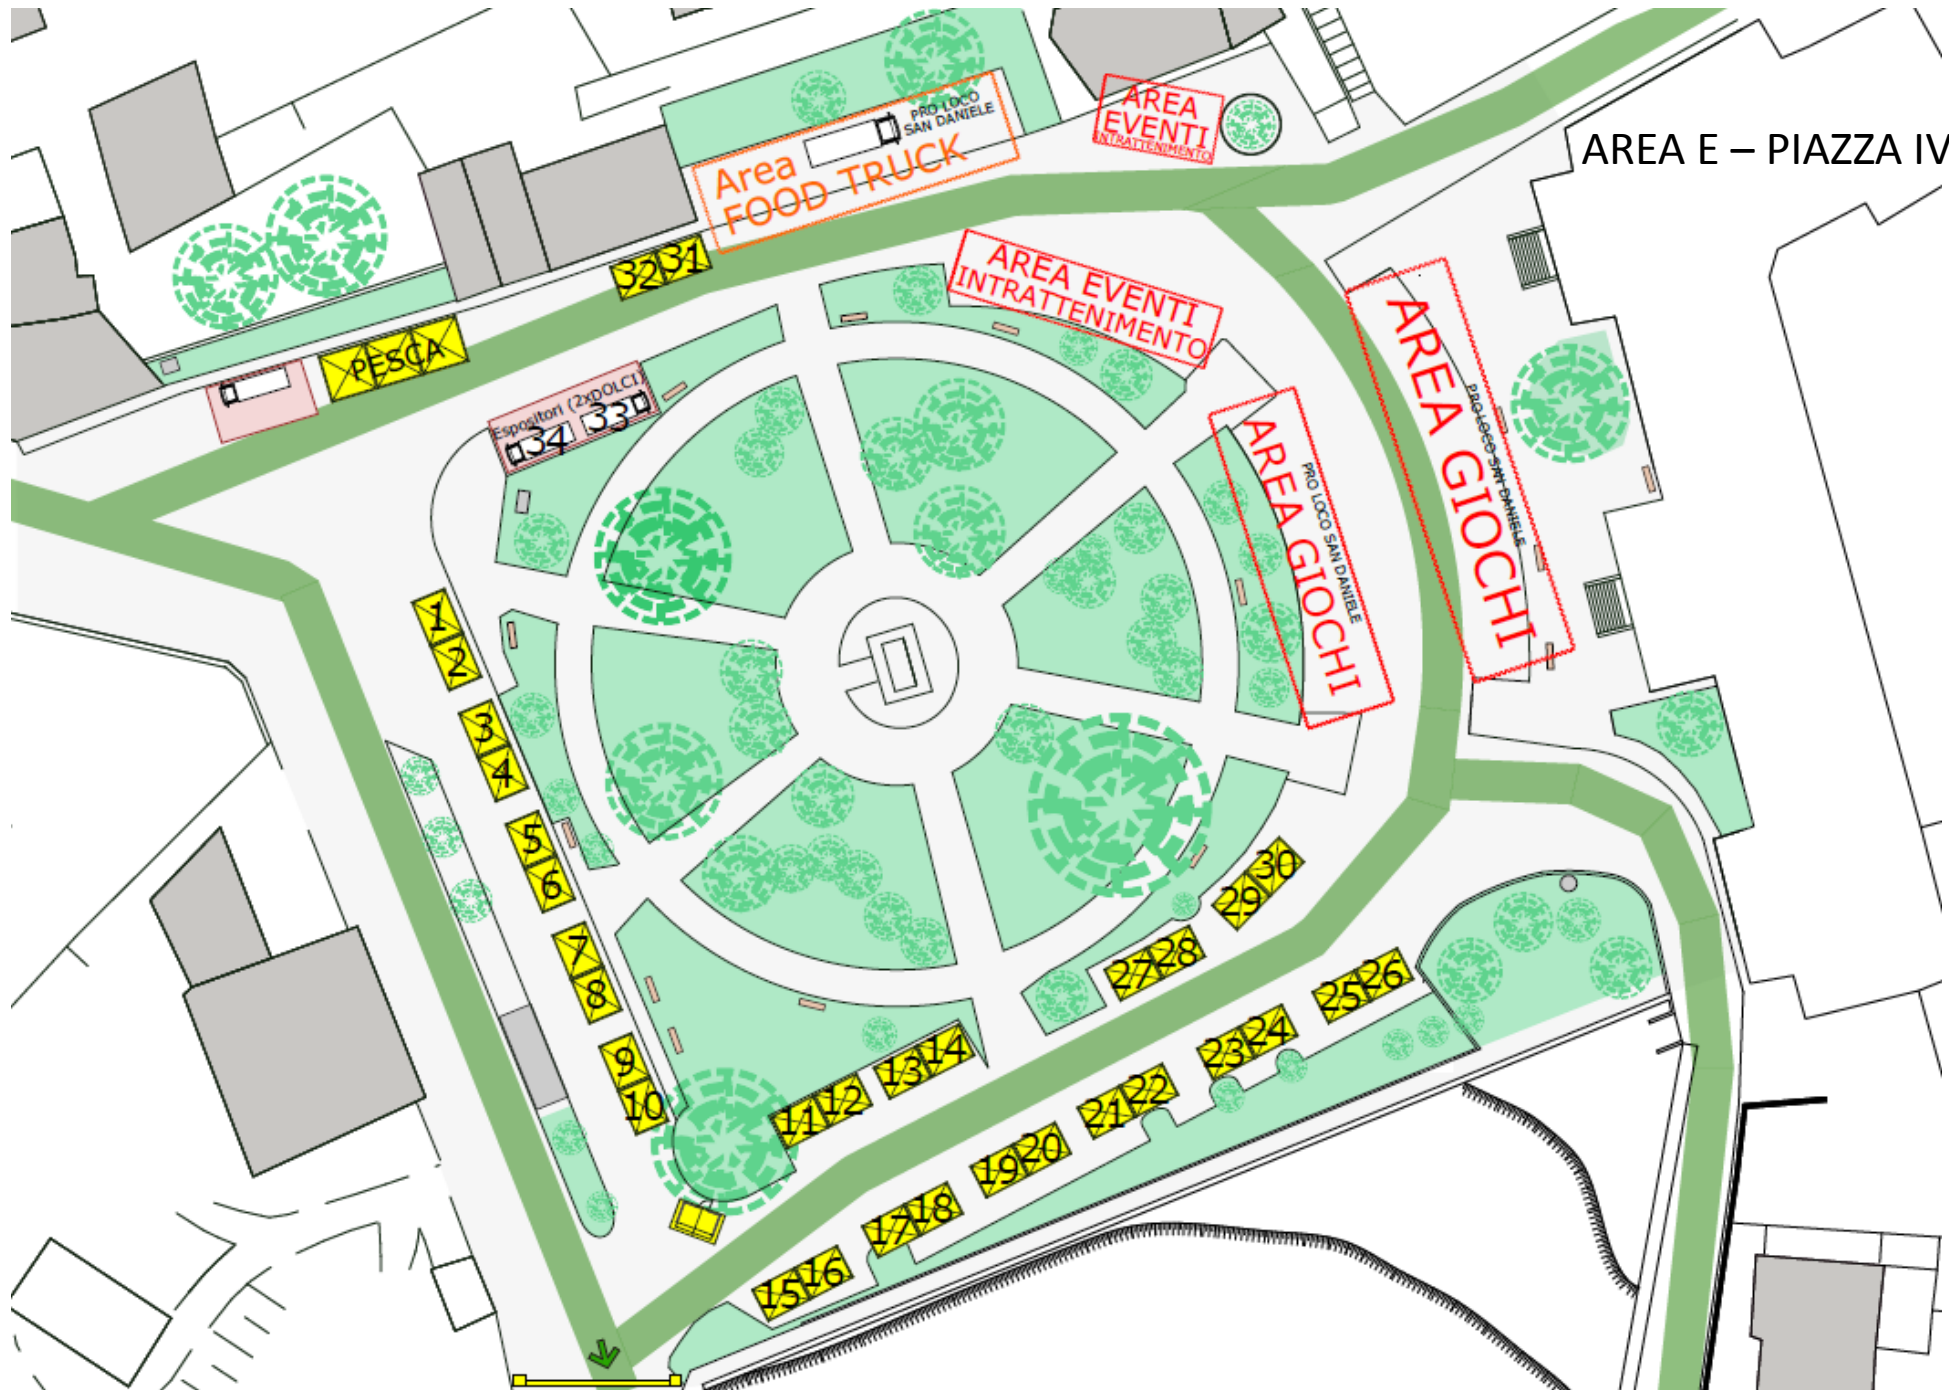 PRO LOCO
SAN DANIELE
Area
FOOD TRUCK
AREA
EVENTI
INTRATTENIMENTO
AREA E – PIAZZA IV
32
31
AREA EVENTI
INTRATTENIMENTO
PESCA
Espositori (2xDOLCI)
34
33
AREA GIOCHI
PRO LOCO SAN DANIELE
AREA GIOCHI
PRO LOCO SAN DANIELE
1
2
3
4
5
6
7
8
9
10
11
12
13
14
15
16
17
18
19
20
21
22
23
24
25
26
27
28
29
30